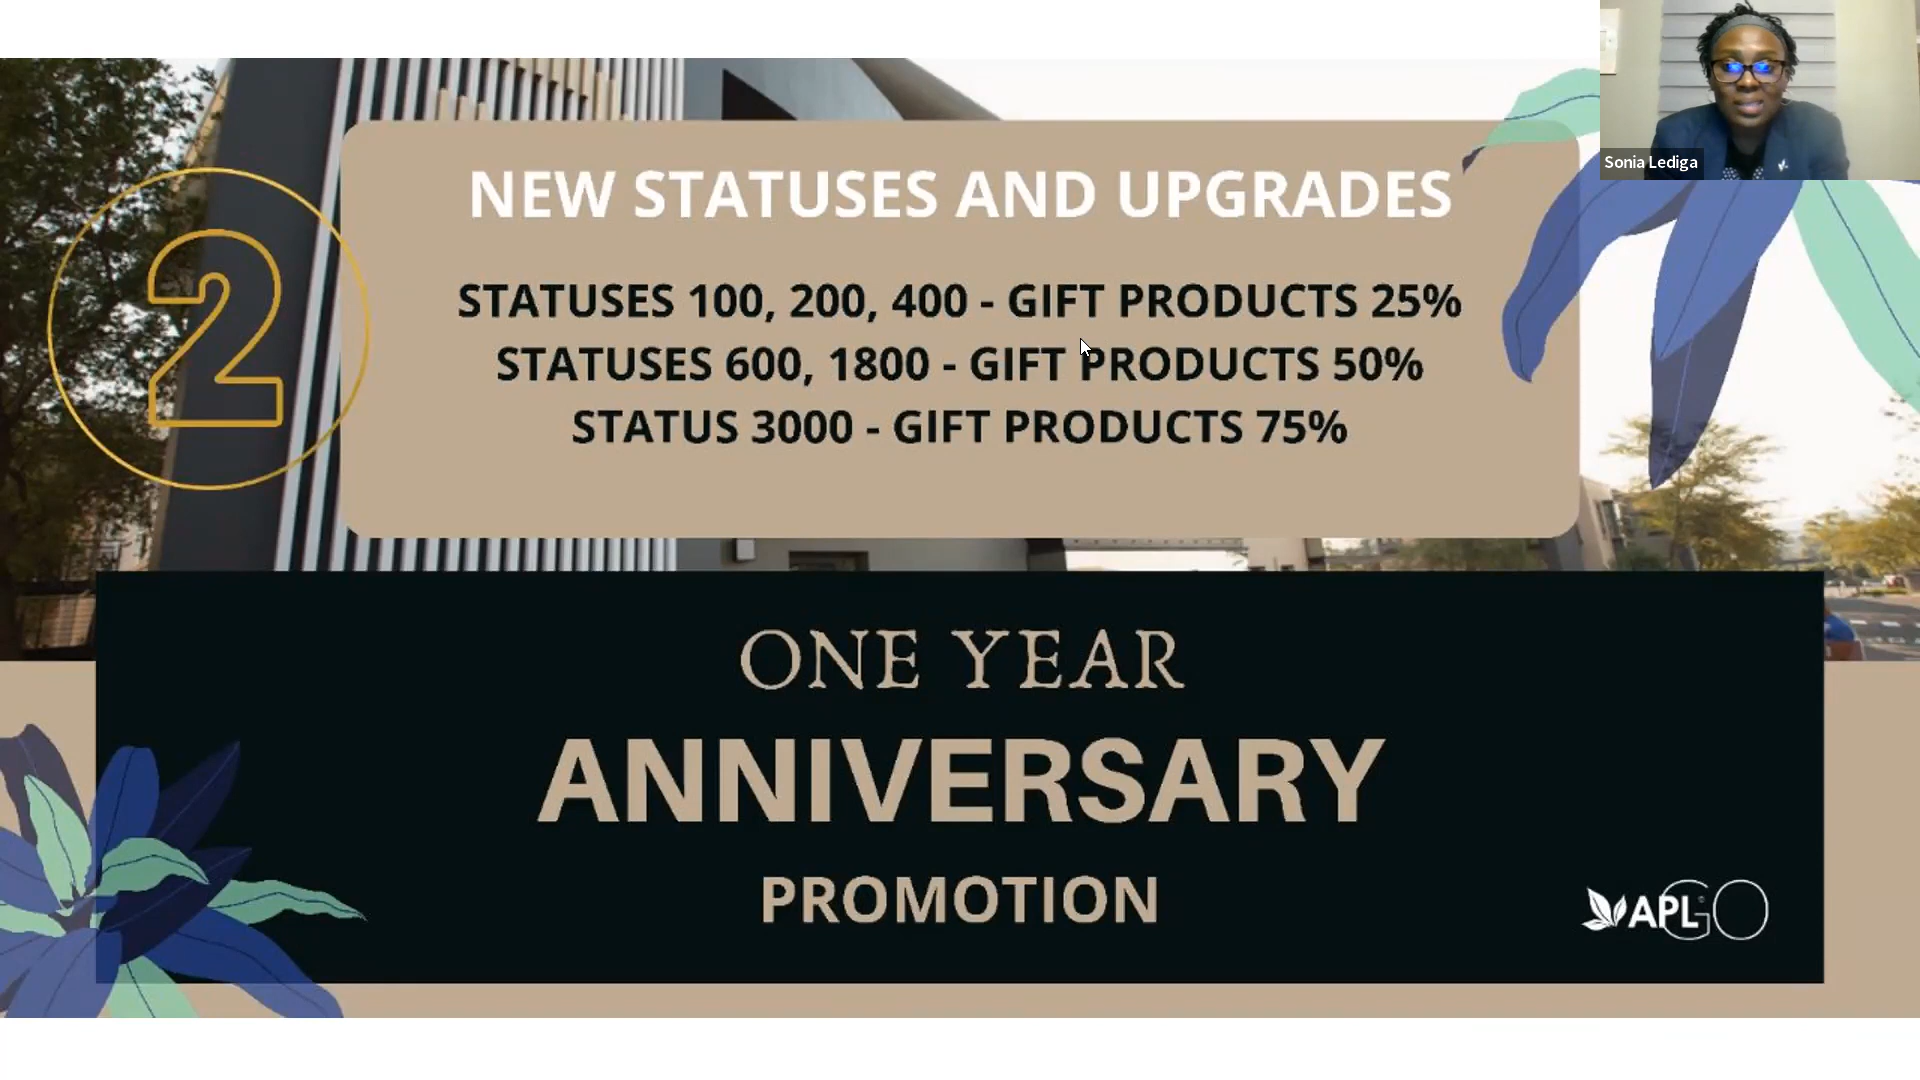 Sonia Lediga
2
NEW STATUSES AND UPGRADES
STATUSES 100, 200, 400 - GIFT PRODUCTS 25%
STATUSES 600, 1800 - GIFT PRODUCTS 50%
STATUS 3000 - GIFT PRODUCTS 75%
ONE YEAR
ANNIVERSARY
PROMOTION
APLGO